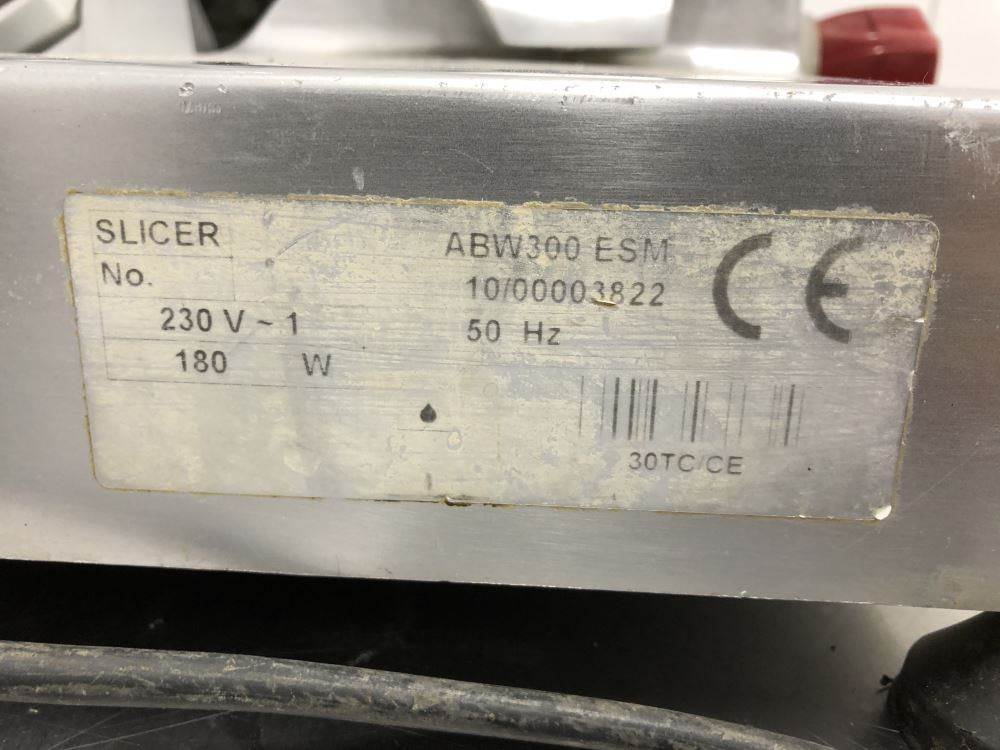 SLICER ABW300 ESM
No. 10/00003822
230 V ~ 1 50 Hz
180 W
CE
30TC/CE